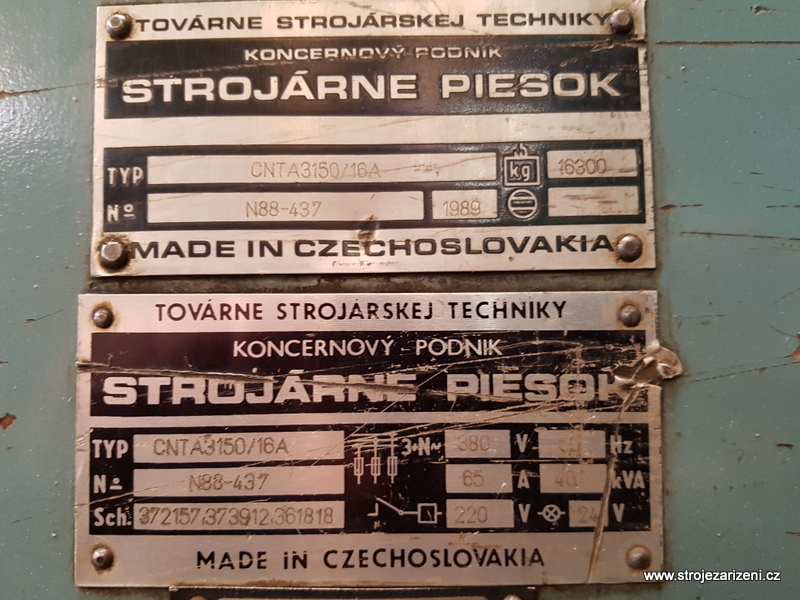 TOVÁRNE STROJÁRSKEJ TECHNIKY
KONCERNOVÝ PODNIK
STROJÁRNE PIESOK
TYP CNTA3150/16A kg 16300
Nº N88-437 1989
MADE IN CZECHOSLOVAKIA
TOVÁRNE STROJÁRSKEJ TECHNIKY
KONCERNOVÝ PODNIK
STROJÁRNE PIESOK
TYP CNTA3150/16A 3+N~ 380 V Hz
Nº N88-437 65 A 40 kVA
Sch. 372157,373912,361818 220 V 24 V
MADE IN CZECHOSLOVAKIA
www.strojezarizeni.cz